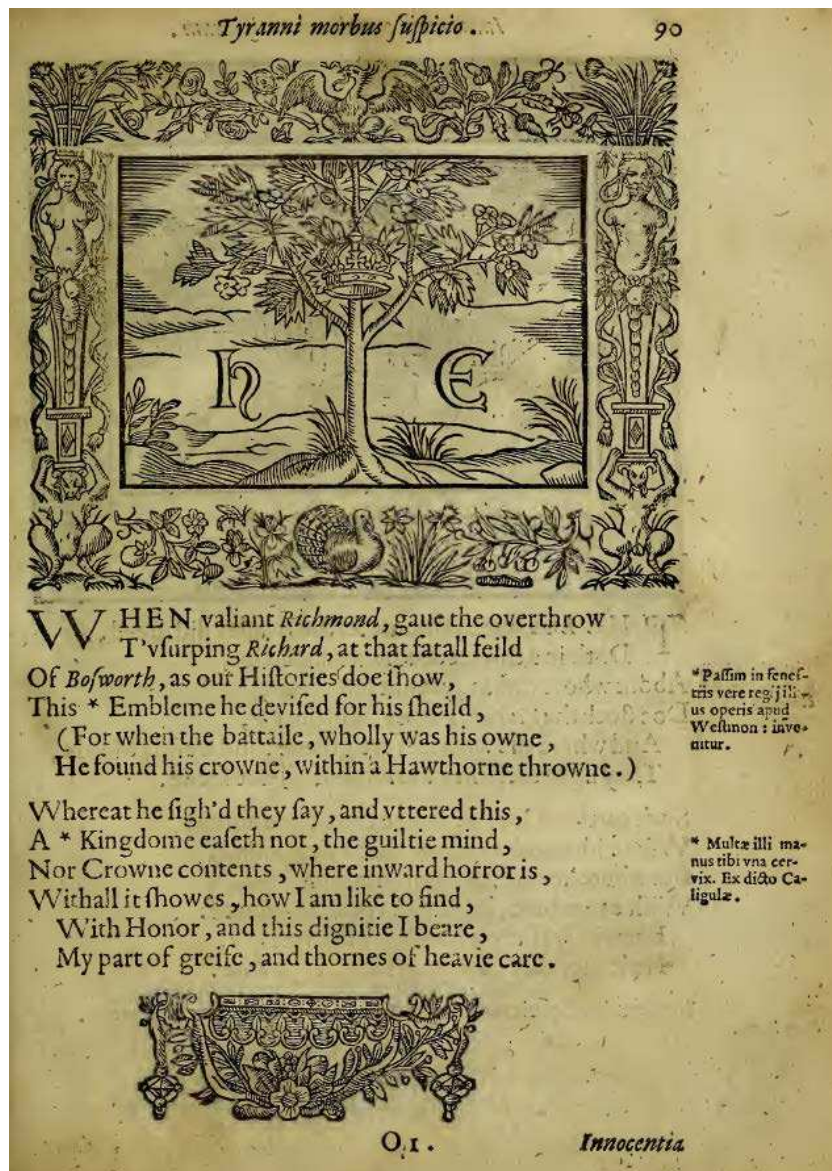 Tyranni morbus ſuſpicio.
90
H E
WHEN valiant Richmond, gaue the overthrow
T'vſurping Richard, at that fatall feild
Of Boſworth, as our Hiſtories doe ſhow,
This * Embleme he deviſed for his ſheild,
(For when the battaile, wholly was his owne,
He found his crowne, within a Hawthorne throwne.)
* Paſſim in feneſ-
tris vere regij illi-
us operis apud
Weſtmon: inve-
nitur.
Whereat he ſigh'd they ſay, and vttered this,
A * Kingdome eaſeth not, the guiltie mind,
Nor Crowne contents, where inward horror is,
Withall it ſhowes, how I am like to find,
With Honor, and this dignitie I beare,
My part of greife, and thornes of heavie care.
* Multæ illi ma-
nus tibi vna cer-
vix. Ex dicto Ca-
ligulæ.
O.1.
Innocentia